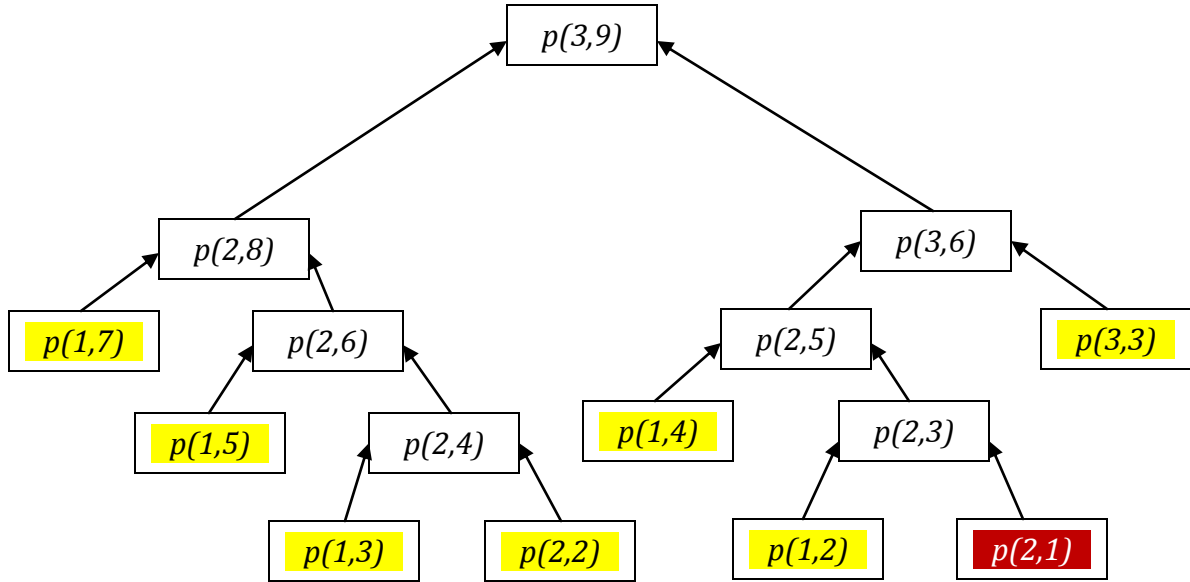 p(3,9)
p(2,8)
p(3,6)
p(1,7)
p(2,6)
p(2,5)
p(3,3)
p(1,5)
p(2,4)
p(1,4)
p(2,3)
p(1,3)
p(2,2)
p(1,2)
p(2,1)